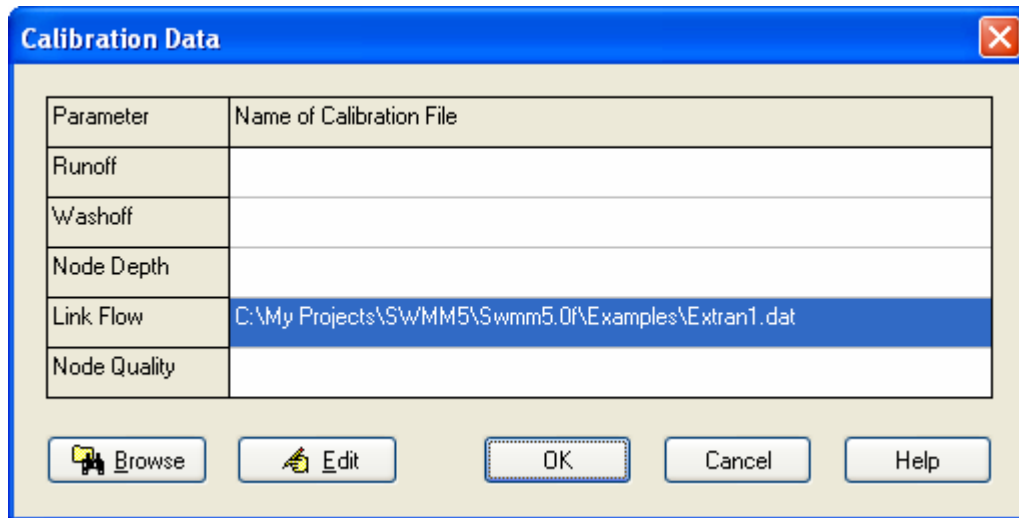 Calibration Data
Parameter Name of Calibration File
Runoff
Washoff
Node Depth
Link Flow C:\My Projects\SWMM5\Swmm5.0f\Examples\Extran1.dat
Node Quality
Browse Edit OK Cancel Help